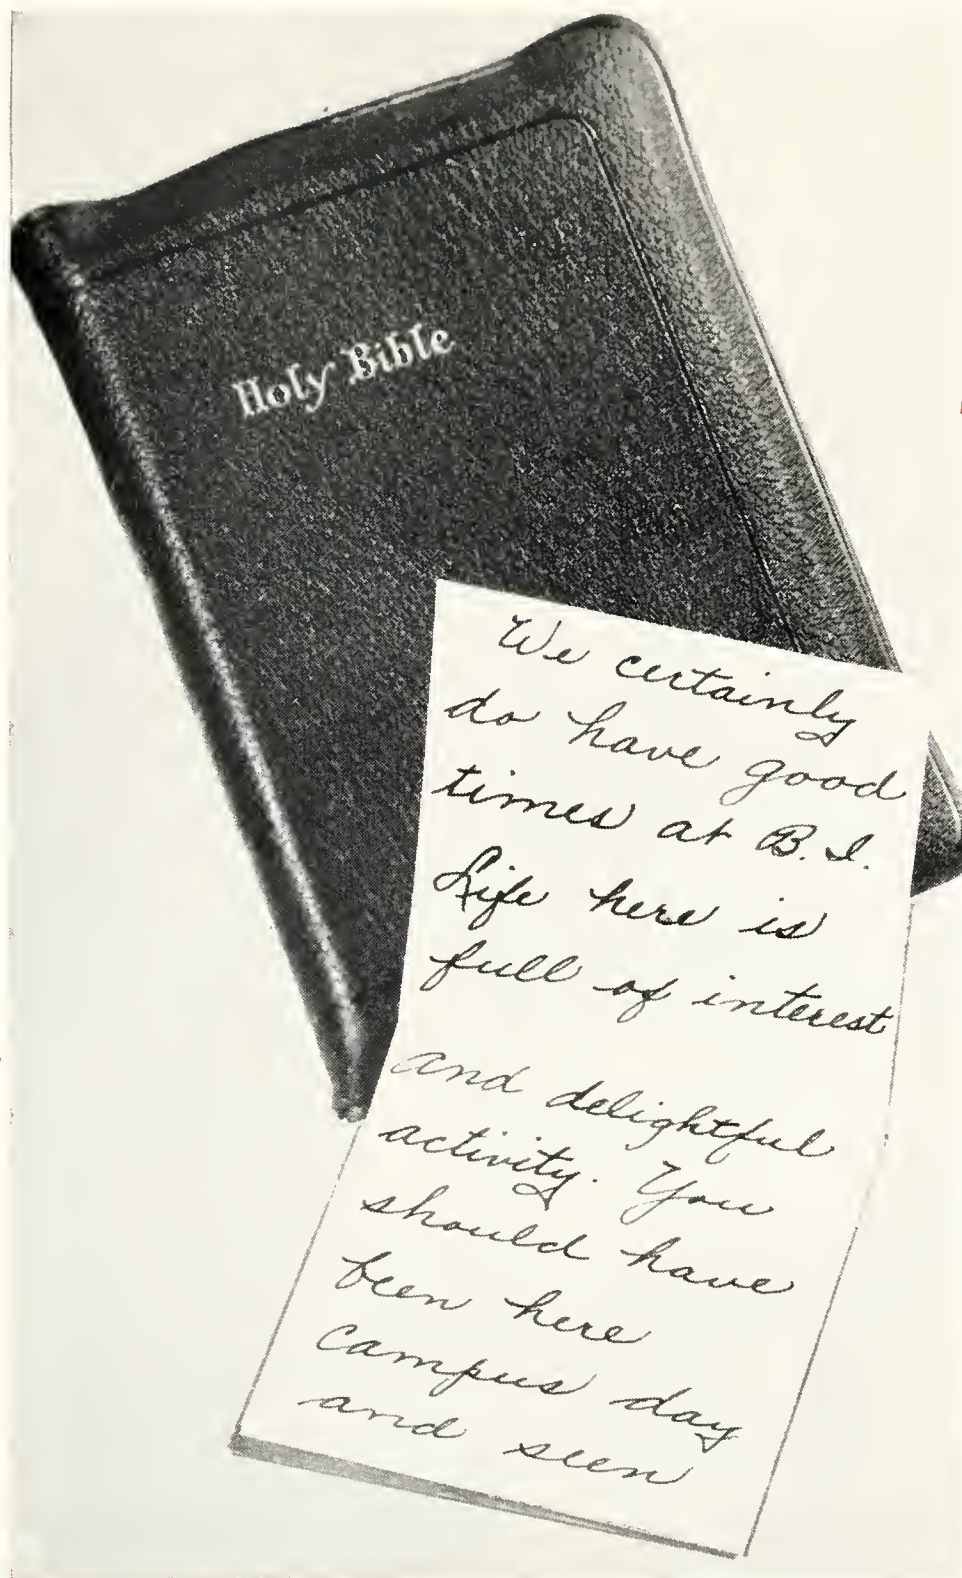 Holy Bible
We certainly
do have good
times at B. I.
Life here is
full of interest
and delightful
activity. You
should have
been here
campus day
and seen